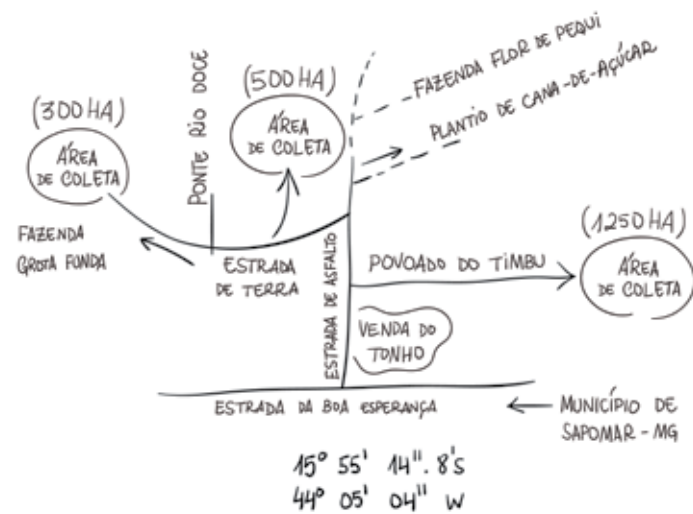 (300 HA)
ÁREA
DE COLETA
PONTE RIO DOCE
(500 HA)
ÁREA
DE COLETA
FAZENDA FLOR DE PEQUI
PLANTIO DE CANA-DE-AÇÚCAR
FAZENDA
GROTA FUNDA
ESTRADA
DE TERRA
ESTRADA DE ASFALTO
POVOADO DO TIMBU
(1250 HA)
ÁREA
DE COLETA
VENDA DO
TONHO
ESTRADA DA BOA ESPERANÇA
MUNICÍPIO DE
SAPOMAR - MG
15° 55' 14".8'S
44° 05' 04" W